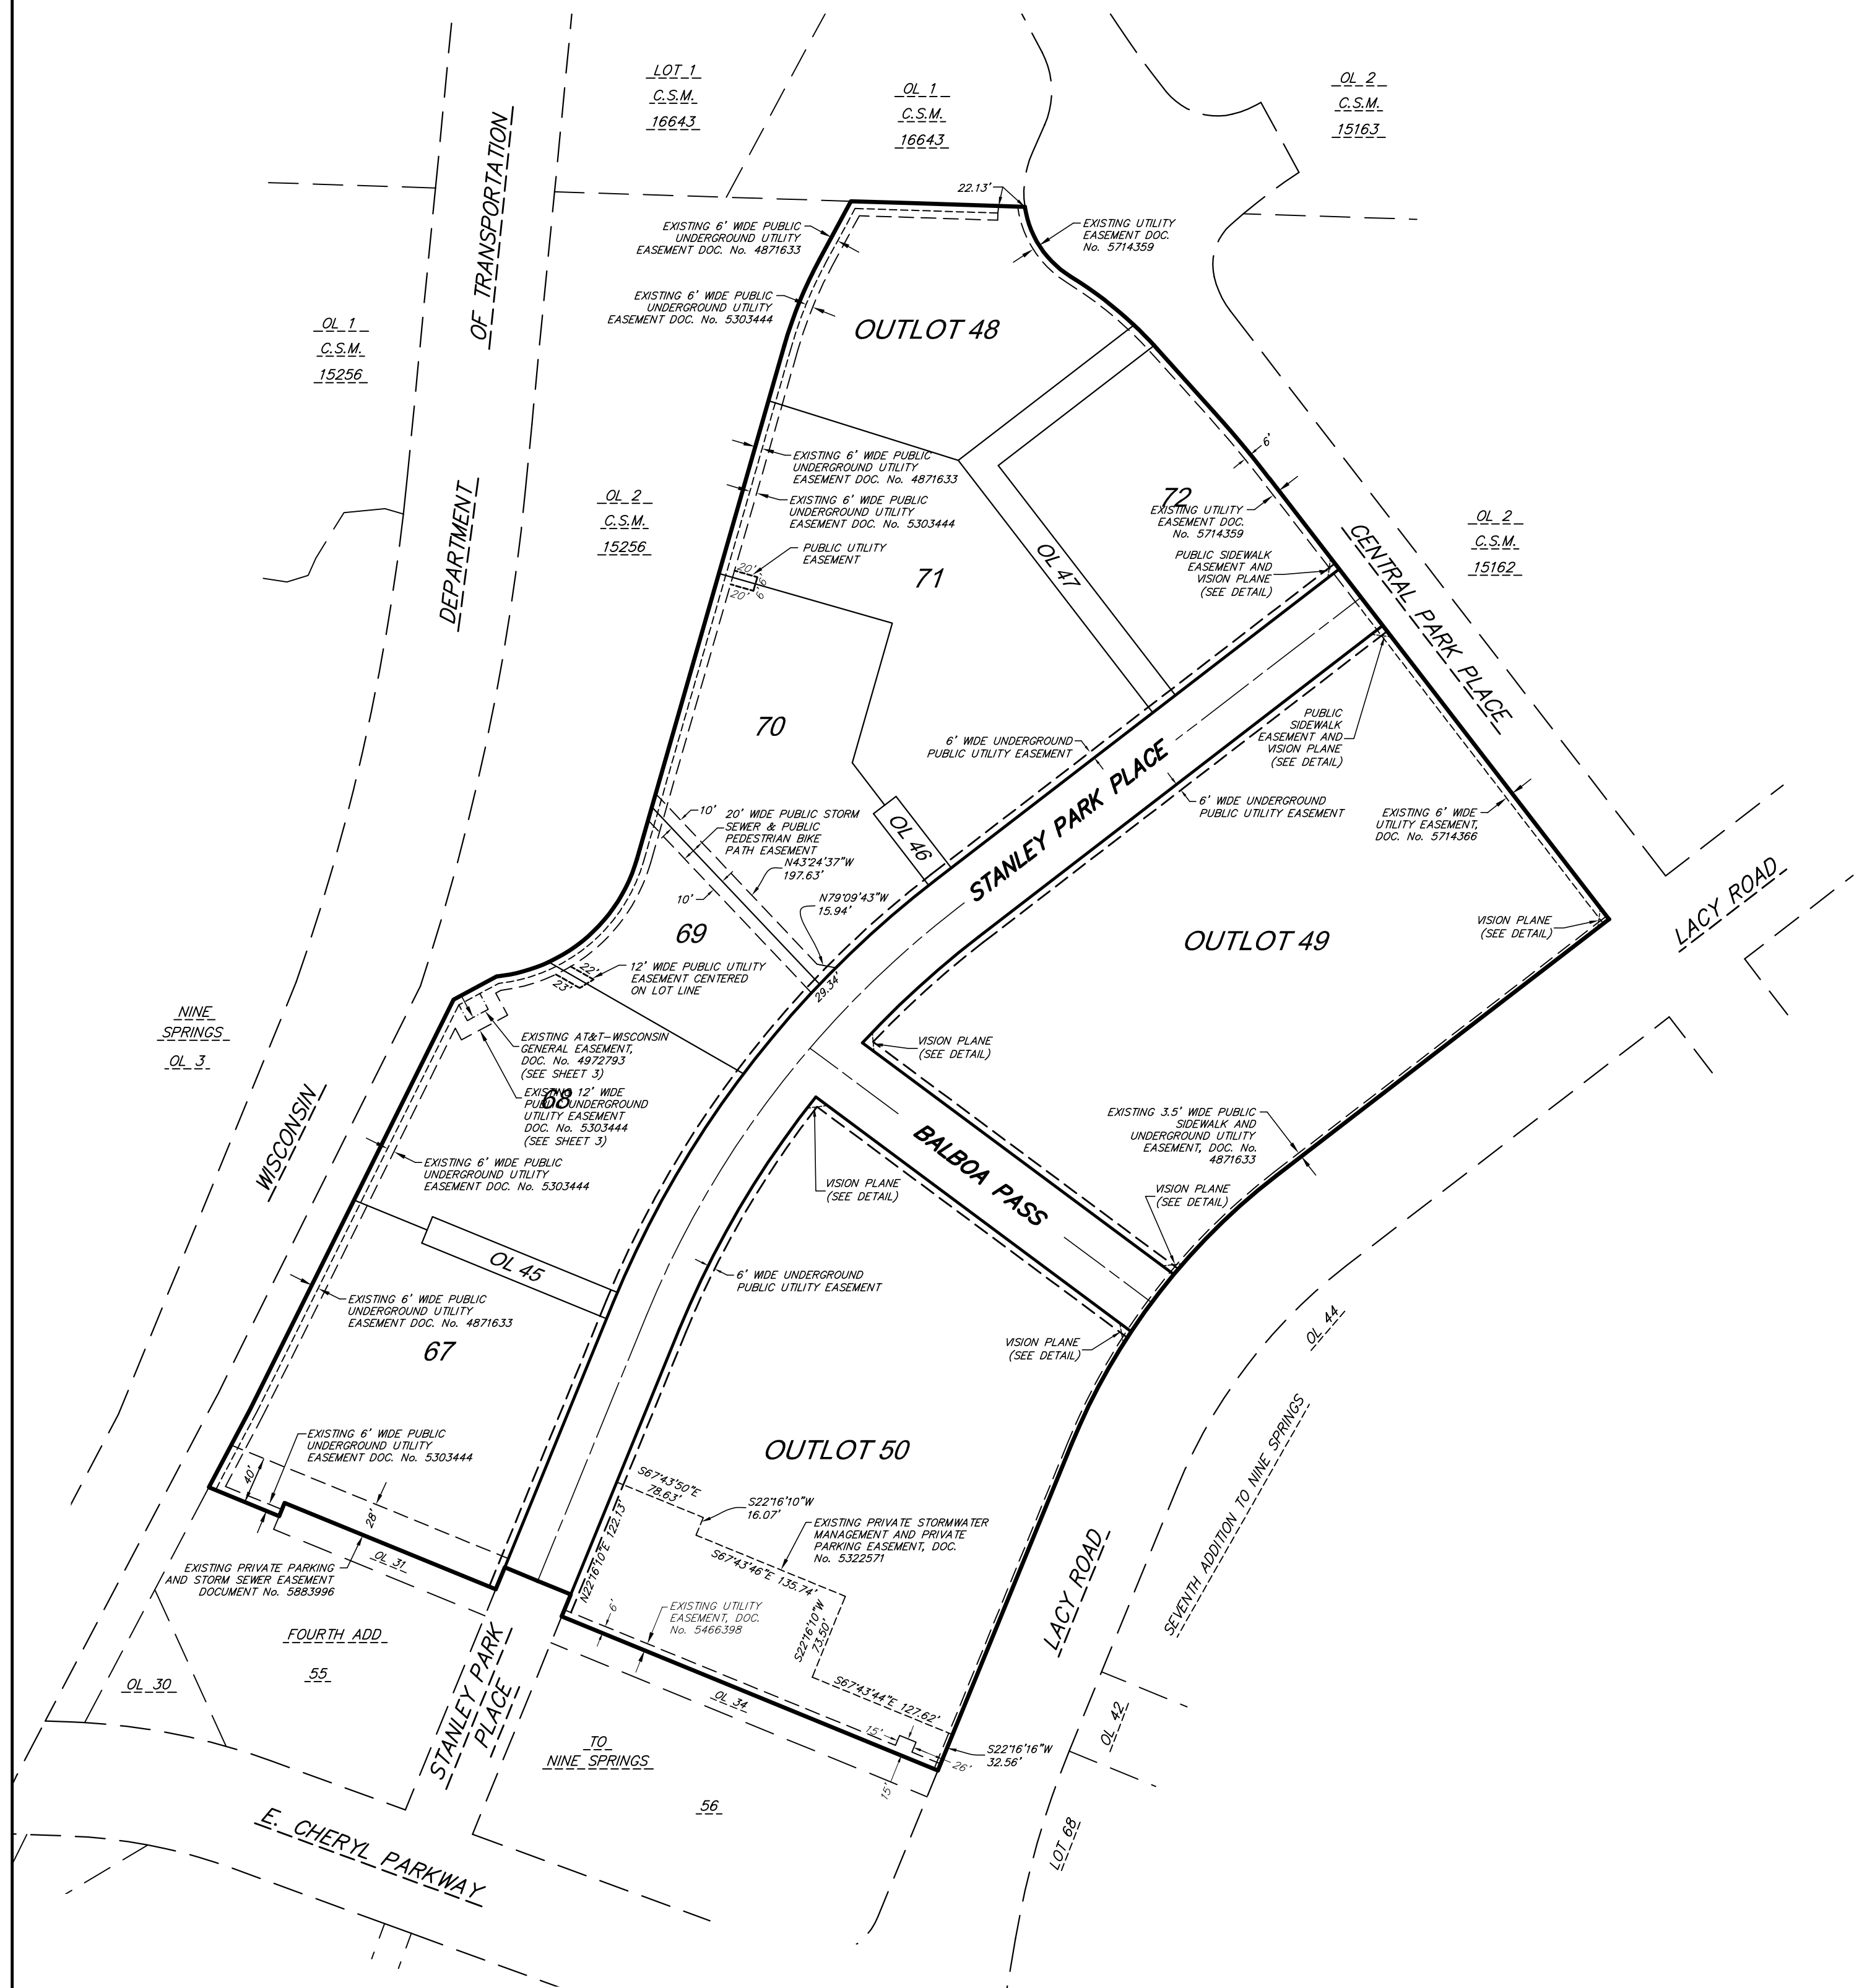 LOT 1
C.S.M.
16643
OL 1
C.S.M.
16643
OL 2
C.S.M.
15163
22.13'
EXISTING 6' WIDE PUBLIC
UNDERGROUND UTILITY
EASEMENT DOC. No. 4871633
EXISTING UTILITY
EASEMENT DOC.
No. 5714359
EXISTING 6' WIDE PUBLIC
UNDERGROUND UTILITY
EASEMENT DOC. No. 5303444
OUTLOT 48
OL 1
C.S.M.
15256
WISCONSIN
DEPARTMENT
OF TRANSPORTATION
EXISTING 6' WIDE PUBLIC
UNDERGROUND UTILITY
EASEMENT DOC. No. 4871633
6'
OL 2
C.S.M.
15256
EXISTING 6' WIDE PUBLIC
UNDERGROUND UTILITY
EASEMENT DOC. No. 5303444
72
EXISTING UTILITY
EASEMENT DOC.
No. 5714359
OL 2
C.S.M.
15162
PUBLIC UTILITY
EASEMENT
20'
6'
6'
20'
71
OL 47
PUBLIC SIDEWALK
EASEMENT AND
VISION PLANE
(SEE DETAIL)
CENTRAL PARK PLACE
70
6' WIDE UNDERGROUND
PUBLIC UTILITY EASEMENT
PUBLIC
SIDEWALK
EASEMENT AND
VISION PLANE
(SEE DETAIL)
STANLEY PARK PLACE
6' WIDE UNDERGROUND
PUBLIC UTILITY EASEMENT
EXISTING 6' WIDE
UTILITY EASEMENT,
DOC. No. 5714366
10'
20' WIDE PUBLIC STORM
SEWER & PUBLIC
PEDESTRIAN BIKE
PATH EASEMENT
N43°24'37"W
197.63'
OL 46
10'
N79°09'43"W
15.94'
69
OUTLOT 49
VISION PLANE
(SEE DETAIL)
LACY ROAD
22'
23'
12' WIDE PUBLIC UTILITY
EASEMENT CENTERED
ON LOT LINE
29.34'
NINE
SPRINGS
OL 3
EXISTING AT&T-WISCONSIN
GENERAL EASEMENT,
DOC. No. 4972793
(SEE SHEET 3)
VISION PLANE
(SEE DETAIL)
68
EXISTING 12' WIDE
PUBLIC UNDERGROUND
UTILITY EASEMENT
DOC. No. 5303444
(SEE SHEET 3)
EXISTING 3.5' WIDE PUBLIC
SIDEWALK AND
UNDERGROUND UTILITY
EASEMENT, DOC. No.
4871633
BALBOA PASS
EXISTING 6' WIDE PUBLIC
UNDERGROUND UTILITY
EASEMENT DOC. No. 5303444
VISION PLANE
(SEE DETAIL)
VISION PLANE
(SEE DETAIL)
OL 45
6' WIDE UNDERGROUND
PUBLIC UTILITY EASEMENT
EXISTING 6' WIDE PUBLIC
UNDERGROUND UTILITY
EASEMENT DOC. No. 4871633
67
VISION PLANE
(SEE DETAIL)
OL 44
EXISTING 6' WIDE PUBLIC
UNDERGROUND UTILITY
EASEMENT DOC. No. 5303444
40'
28'
OUTLOT 50
S67°43'50"E
78.63'
S22°16'10"W
16.07'
EXISTING PRIVATE STORMWATER
MANAGEMENT AND PRIVATE
PARKING EASEMENT, DOC.
No. 5322571
S67°43'46"E 135.74'
N22°16'10"E 122.13'
SEVENTH ADDITION TO NINE SPRINGS
EXISTING PRIVATE PARKING
AND STORM SEWER EASEMENT
DOCUMENT No. 5883996
OL 31
6'
EXISTING UTILITY
EASEMENT, DOC.
No. 5466398
S22°16'10"W
73.50'
LACY ROAD
FOURTH ADD
55
OL 30
STANLEY PARK
PLACE
OL 34
S67°43'44"E 127.62'
15'
26'
15'
S22°16'16"W
32.56'
OL 42
TO
NINE SPRINGS
56
E. CHERYL PARKWAY
LOT 68